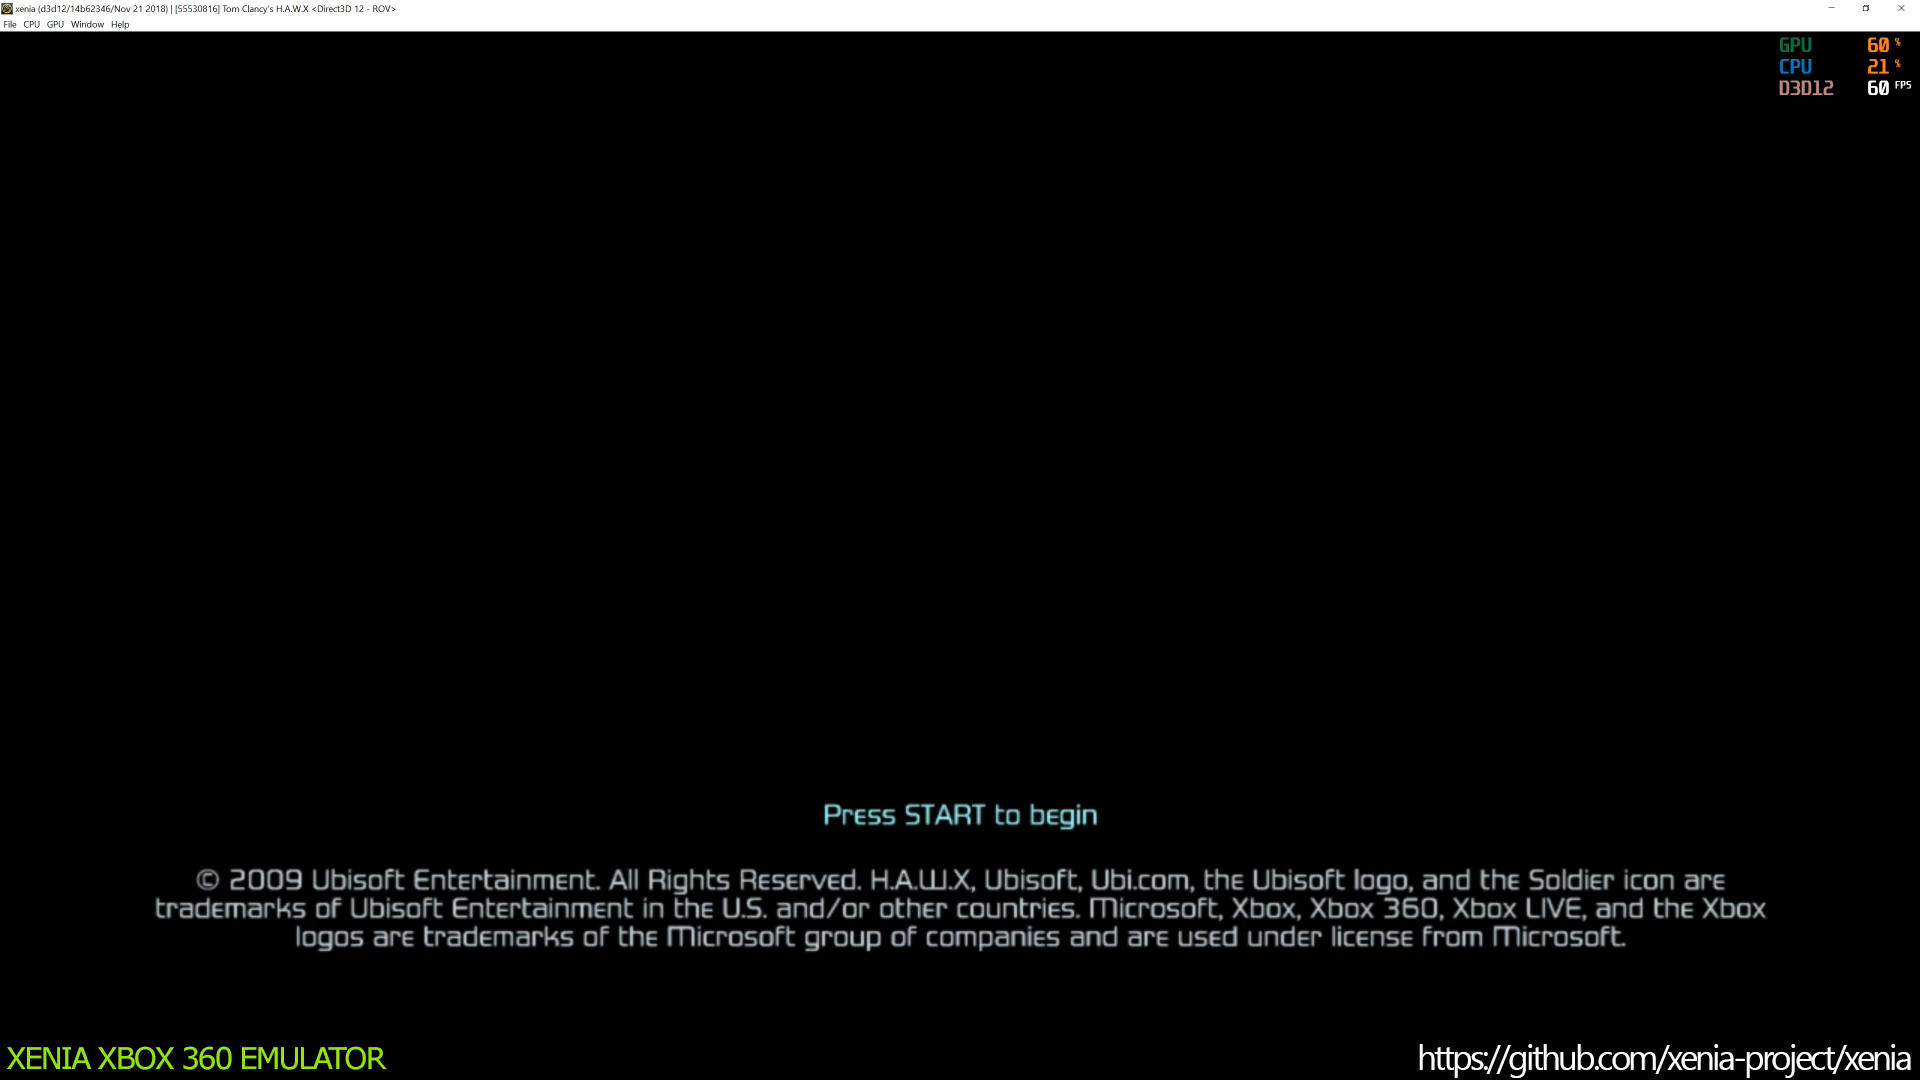 xenia (d3d12/14b62346/Nov 21 2018) | [55530816] Tom Clancy's H.A.W.X <Direct3D 12 - ROV>
File CPU GPU Window Help
GPU 60 %
CPU 21 %
D3D12 60 FPS
Press START to begin
© 2009 Ubisoft Entertainment. All Rights Reserved. H.A.W.X, Ubisoft, Ubi.com, the Ubisoft logo, and the Soldier icon are
trademarks of Ubisoft Entertainment in the U.S. and/or other countries. Microsoft, Xbox, Xbox 360, Xbox LIVE, and the Xbox
logos are trademarks of the Microsoft group of companies and are used under license from Microsoft.
XENIA XBOX 360 EMULATOR
https://github.com/xenia-project/xenia